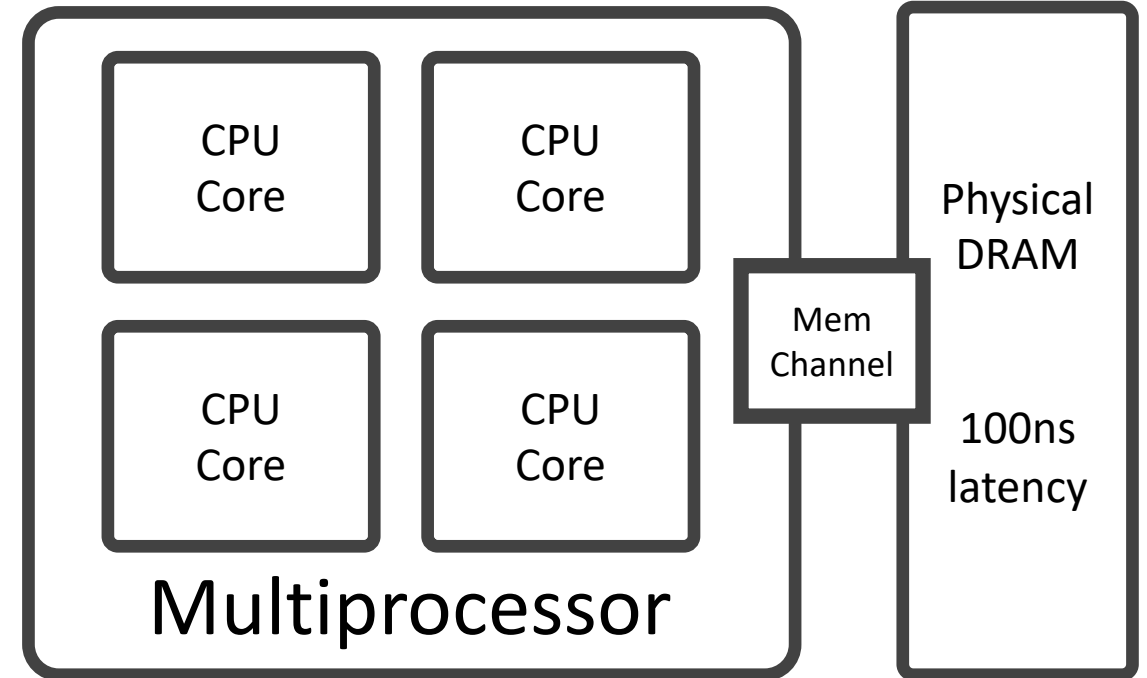 CPU
Core
CPU
Core
CPU
Core
CPU
Core
Multiprocessor
Mem
Channel
Physical
DRAM
100ns
latency